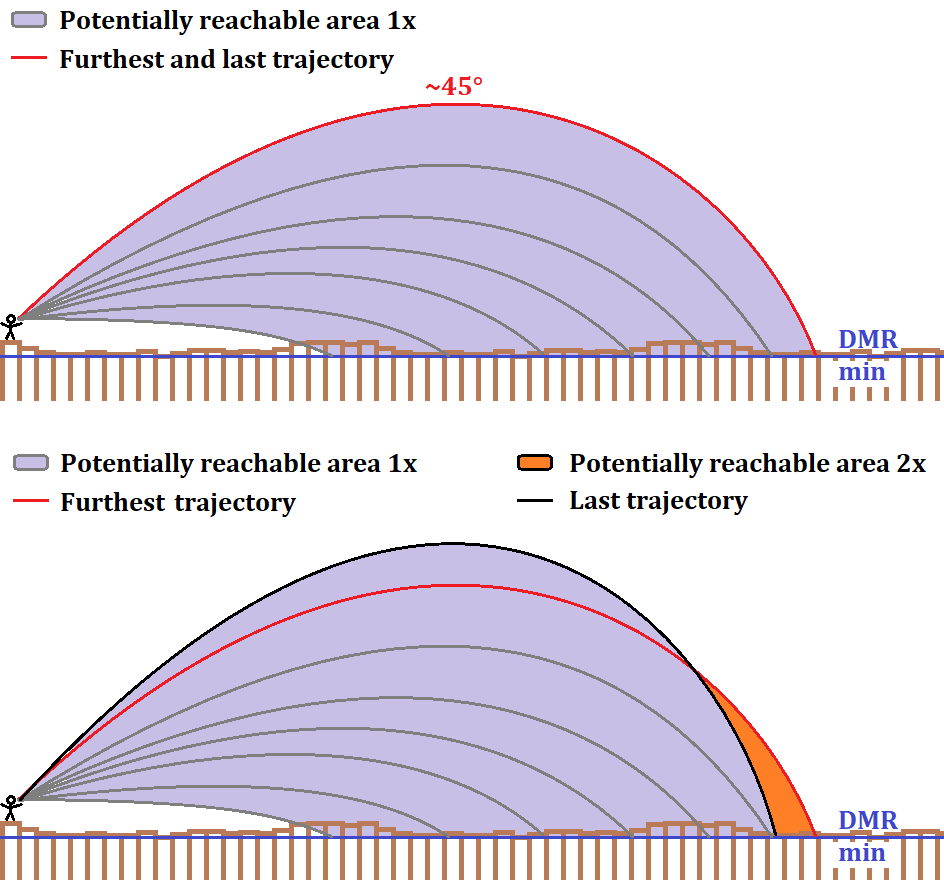 Potentially reachable area 1x
Furthest and last trajectory
~45°
DMR
min
Potentially reachable area 1x
Potentially reachable area 2x
Furthest trajectory
Last trajectory
DMR
min